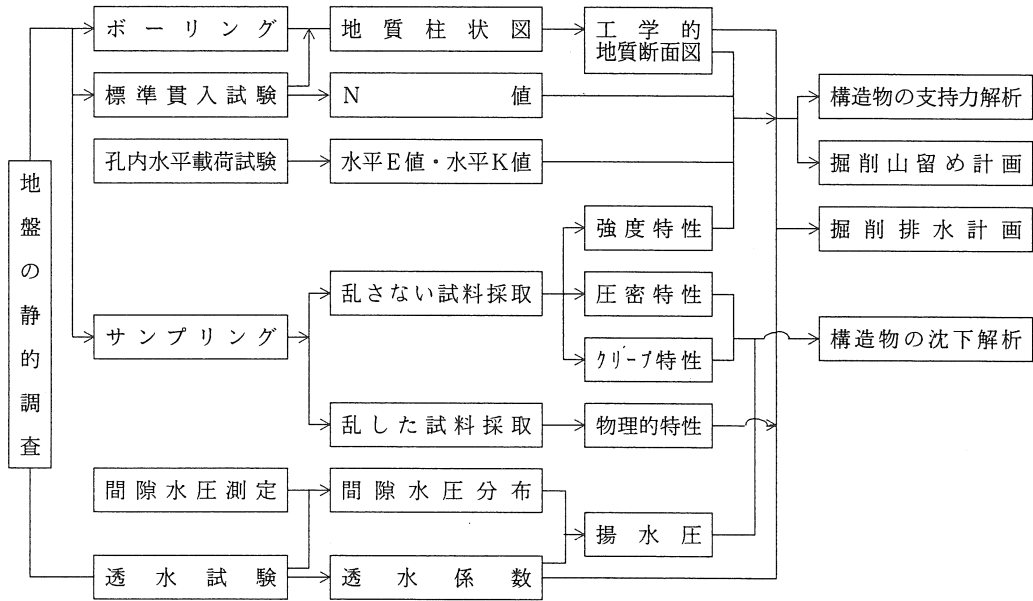 地盤の静的調査
ボーリング
標準貫入試験
孔内水平載荷試験
サンプリング
間隙水圧測定
透水試験
地質柱状図
N値
水平E値・水平K値
乱さない試料採取
乱した試料採取
間隙水圧分布
透水係数
工学的
地質断面図
強度特性
圧密特性
クリープ特性
物理的特性
揚水圧
構造物の支持力解析
掘削山留め計画
掘削排水計画
構造物の沈下解析